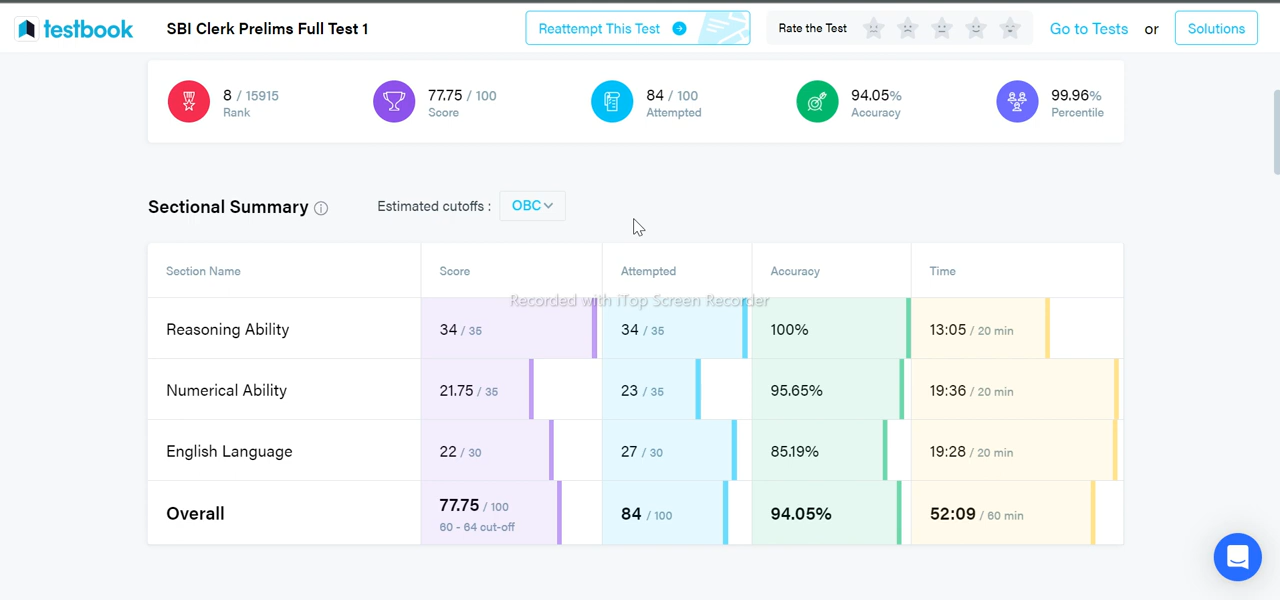 testbook SBI Clerk Prelims Full Test 1 Reattempt This Test Rate the Test Go to Tests or Solutions
8 / 15915 77.75 / 100 84 / 100 94.05% 99.96%
Rank Score Attempted Accuracy Percentile
Sectional Summary Estimated cutoffs : OBC
Section Name Score Attempted Accuracy Time
Recorded with iTop Screen Recorder
Reasoning Ability 34 / 35 34 / 35 100% 13:05 / 20 min
Numerical Ability 21.75 / 35 23 / 35 95.65% 19:36 / 20 min
English Language 22 / 30 27 / 30 85.19% 19:28 / 20 min
Overall 77.75 / 100 84 / 100 94.05% 52:09 / 60 min
60 - 64 cut-off